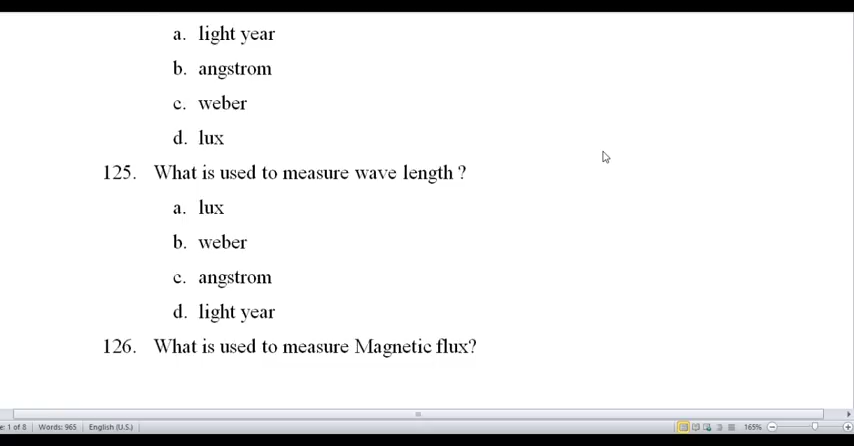 a. light year
b. angstrom
c. weber
d. lux
125. What is used to measure wave length ?
a. lux
b. weber
c. angstrom
d. light year
126. What is used to measure Magnetic flux?
e: 1 of 8 Words: 965 English (U.S.) 165%